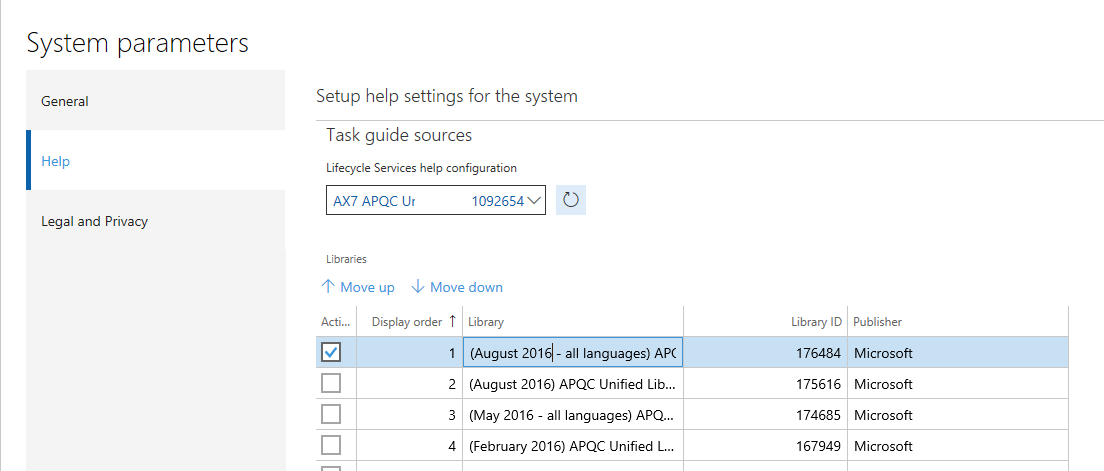 System parameters
General
Help
Legal and Privacy
Setup help settings for the system
Task guide sources
Lifecycle Services help configuration
AX7 APQC Ur 1092654
Libraries
Move up Move down
Acti... Display order Library Library ID Publisher
1 (August 2016 - all languages) APC 176484 Microsoft
2 (August 2016) APQC Unified Lib... 175616 Microsoft
3 (May 2016 - all languages) APQ... 174685 Microsoft
4 (February 2016) APQC Unified L... 167949 Microsoft